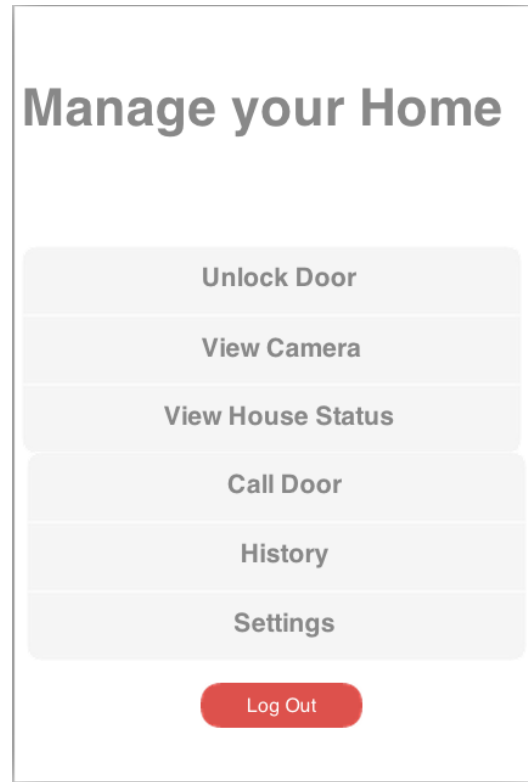 Manage your Home
Unlock Door
View Camera
View House Status
Call Door
History
Settings
Log Out